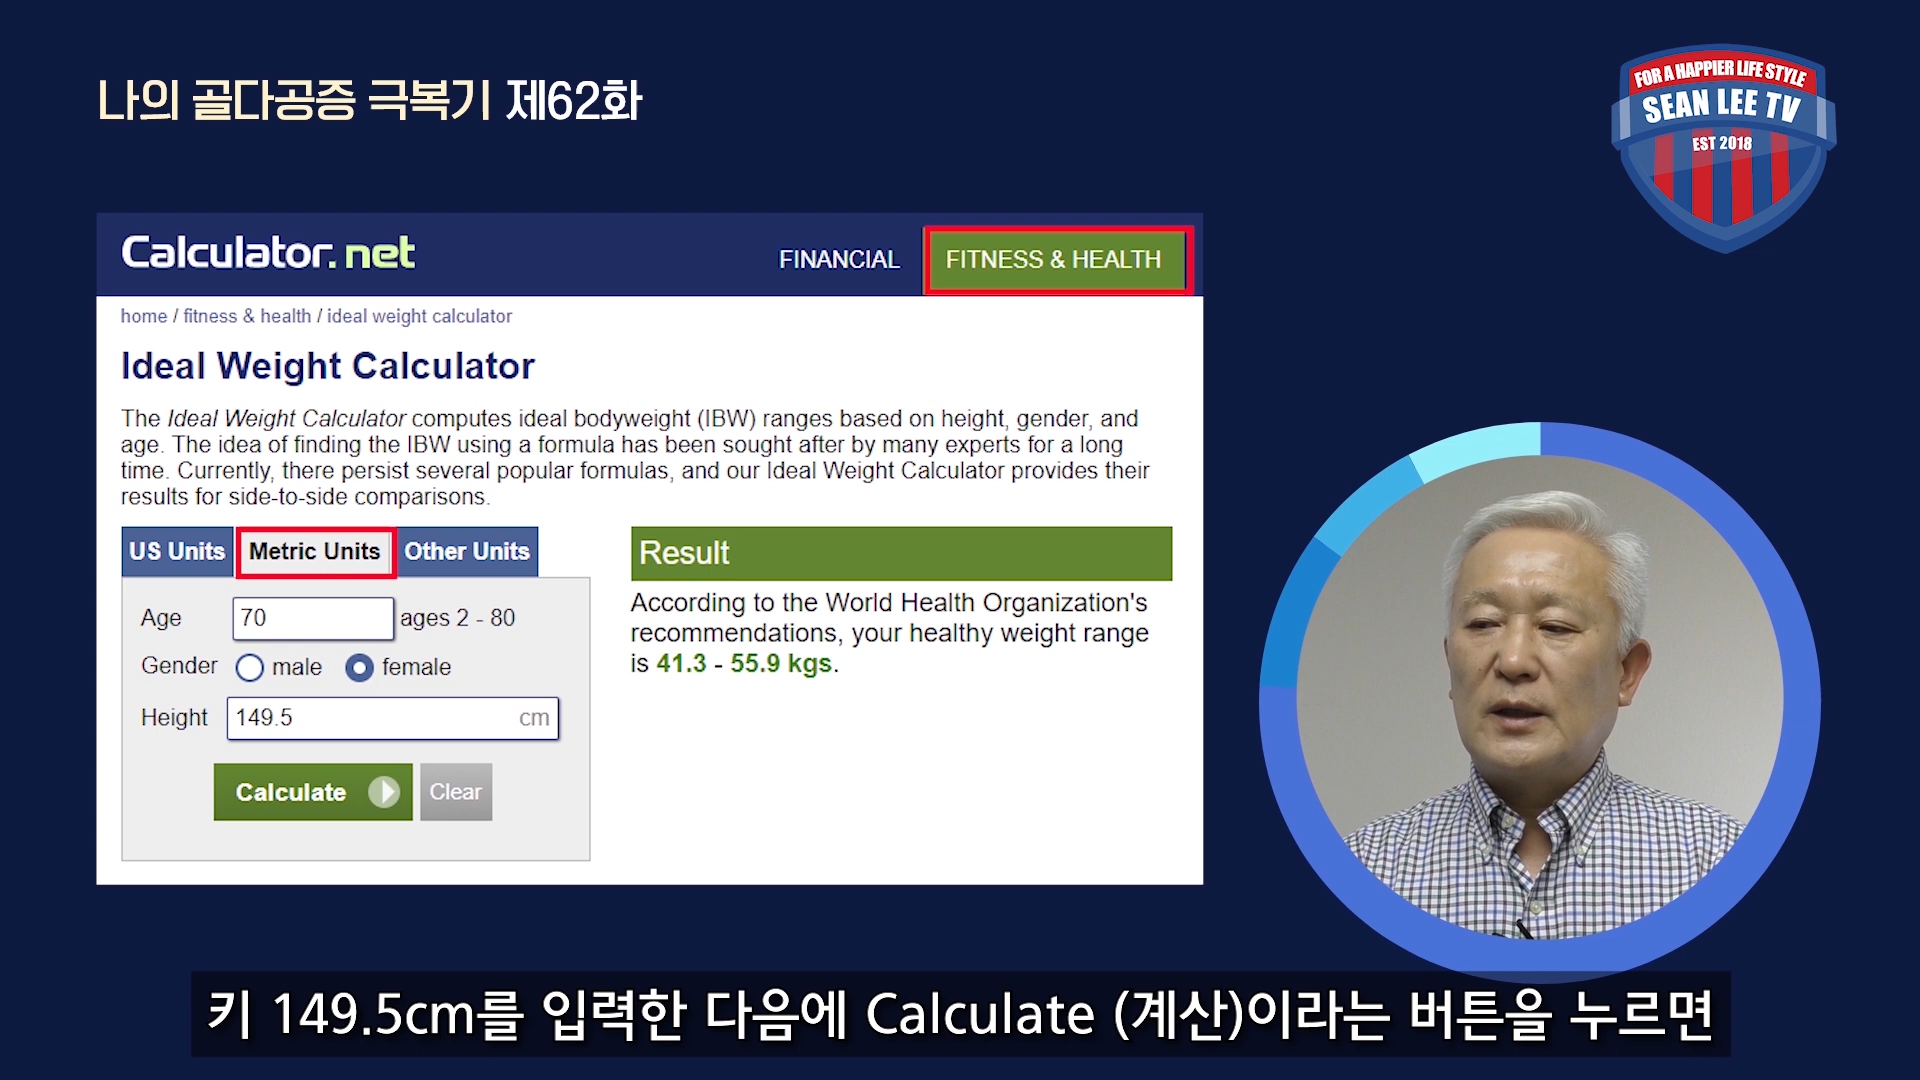 나의 골다공증 극복기 제62화
FOR A HAPPIER LIFE STYLE
SEAN LEE TV
EST 2018
Calculator.net
FINANCIAL
FITNESS & HEALTH
home / fitness & health / ideal weight calculator
Ideal Weight Calculator
The Ideal Weight Calculator computes ideal bodyweight (IBW) ranges based on height, gender, and
age. The idea of finding the IBW using a formula has been sought after by many experts for a long
time. Currently, there persist several popular formulas, and our Ideal Weight Calculator provides their
results for side-to-side comparisons.
US Units
Metric Units
Other Units
Age 70 ages 2 - 80
Gender male female
Height 149.5 cm
Calculate
Clear
Result
According to the World Health Organization's
recommendations, your healthy weight range
is 41.3 - 55.9 kgs.
키 149.5cm를 입력한 다음에 Calculate (계산)이라는 버튼을 누르면